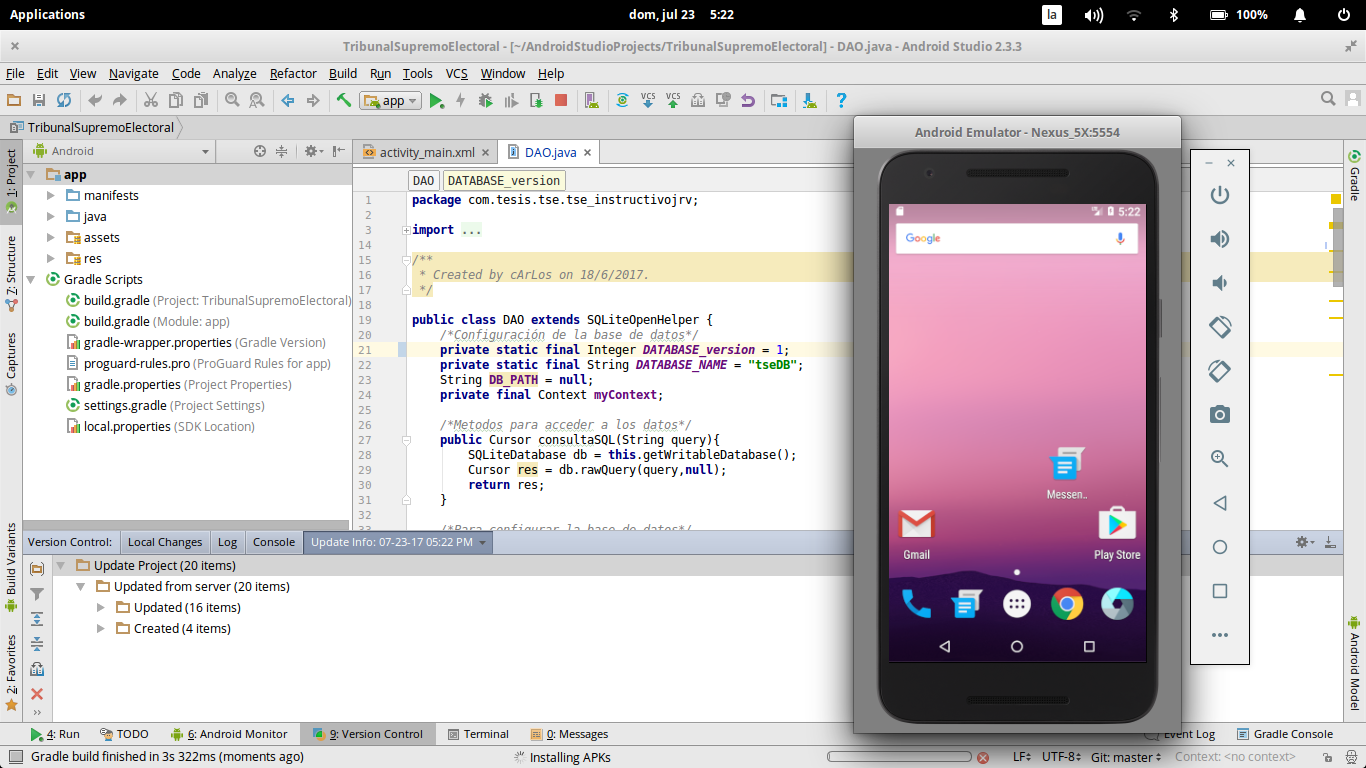 Applications
dom, jul 23 5:22
la
100%
TribunalSupremoElectoral - [~/AndroidStudioProjects/TribunalSupremoElectoral] - DAO.java - Android Studio 2.3.3
File Edit View Navigate Code Analyze Refactor Build Run Tools VCS Window Help
app
VCS VCS
TribunalSupremoElectoral
Android Emulator - Nexus_5X:5554
1: Project
Z: Structure
Captures
Build Variants
2: Favorites
Android
app
manifests
java
assets
res
Gradle Scripts
build.gradle (Project: TribunalSupremoElectoral)
build.gradle (Module: app)
gradle-wrapper.properties (Gradle Version)
proguard-rules.pro (ProGuard Rules for app)
gradle.properties (Project Properties)
settings.gradle (Project Settings)
local.properties (SDK Location)
activity_main.xml
DAO.java
DAO DATABASE_version
1 package com.tesis.tse.tse_instructivojrv;
2
3 import ...
14
15 /**
16 * Created by cArLos on 18/6/2017.
17 */
18
19 public class DAO extends SQLiteOpenHelper {
20 /*Configuración de la base de datos*/
21 private static final Integer DATABASE_version = 1;
22 private static final String DATABASE_NAME = "tseDB";
23 String DB_PATH = null;
24 private final Context myContext;
25
26 /*Metodos para acceder a los datos*/
27 public Cursor consultaSQL(String query){
28 SQLiteDatabase db = this.getWritableDatabase();
29 Cursor res = db.rawQuery(query,null);
30 return res;
31 }
32
33 /*Para configurar la base de datos*/
5:22
Google
Messen..
Gmail
Play Store
Gradle
Android Model
Version Control: Local Changes Log Console Update Info: 07-23-17 05:22 PM
Update Project (20 items)
Updated from server (20 items)
Updated (16 items)
Created (4 items)
4: Run TODO 6: Android Monitor 9: Version Control Terminal 0: Messages Event Log Gradle Console
Gradle build finished in 3s 322ms (moments ago) Installing APKs LF UTF-8 Git: master Context: <no context>